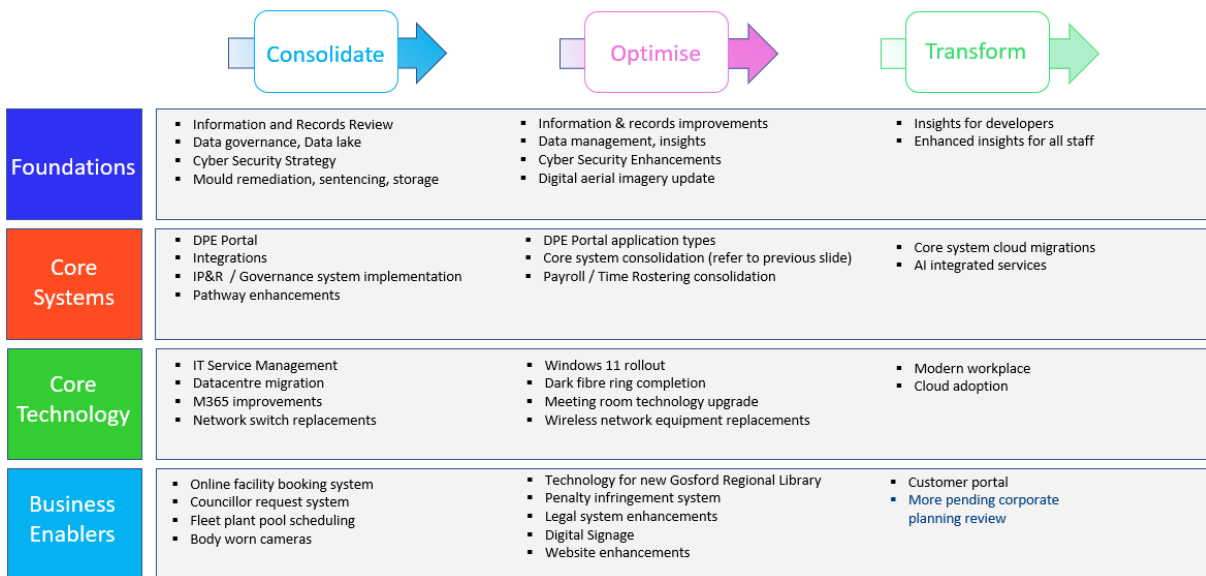 Consolidate
Optimise
Transform
Foundations
Information and Records Review
Data governance, Data lake
Cyber Security Strategy
Mould remediation, sentencing, storage
Information & records improvements
Data management, insights
Cyber Security Enhancements
Digital aerial imagery update
Insights for developers
Enhanced insights for all staff
Core
Systems
DPE Portal
Integrations
IP&R / Governance system implementation
Pathway enhancements
DPE Portal application types
Core system consolidation (refer to previous slide)
Payroll / Time Rostering consolidation
Core system cloud migrations
AI integrated services
Core
Technology
IT Service Management
Datacentre migration
M365 improvements
Network switch replacements
Windows 11 rollout
Dark fibre ring completion
Meeting room technology upgrade
Wireless network equipment replacements
Modern workplace
Cloud adoption
Business
Enablers
Online facility booking system
Councillor request system
Fleet plant pool scheduling
Body worn cameras
Technology for new Gosford Regional Library
Penalty infringement system
Legal system enhancements
Digital Signage
Website enhancements
Customer portal
More pending corporate
planning review